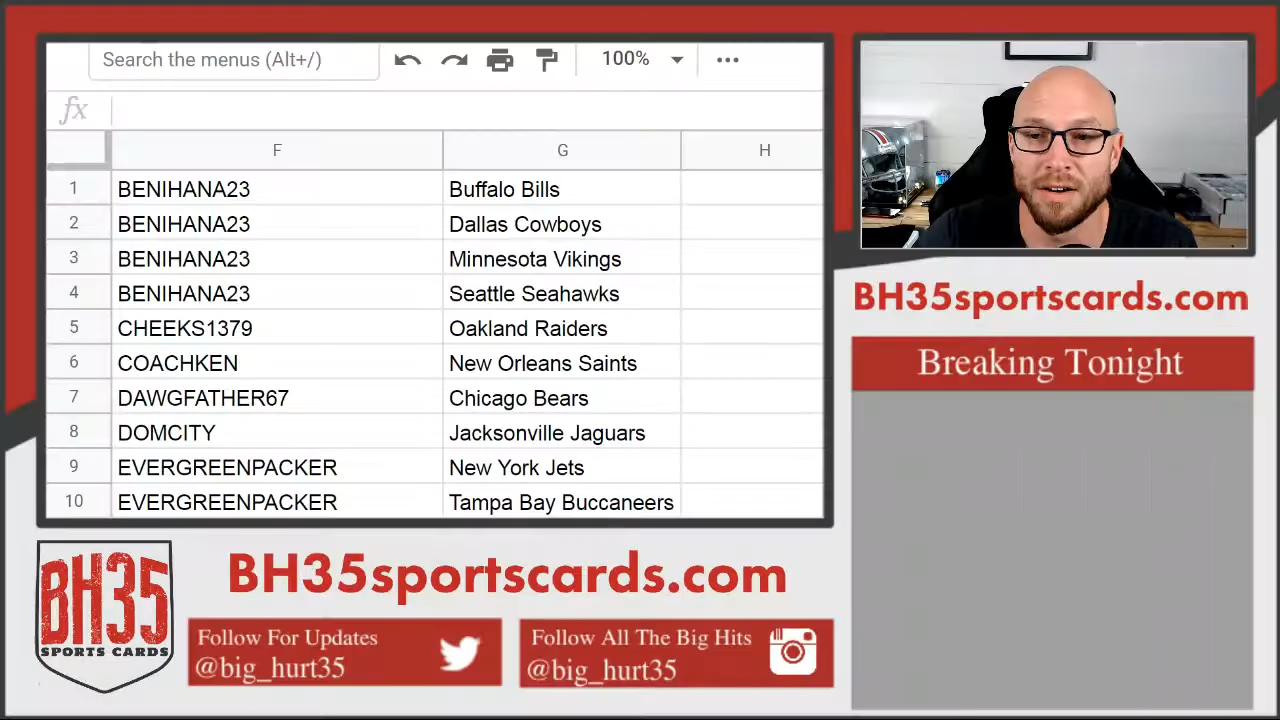 Search the menus (Alt+/)
100%
fx
F G H
1 BENIHANA23 Buffalo Bills
2 BENIHANA23 Dallas Cowboys
3 BENIHANA23 Minnesota Vikings
4 BENIHANA23 Seattle Seahawks
5 CHEEKS1379 Oakland Raiders
6 COACHKEN New Orleans Saints
7 DAWGFATHER67 Chicago Bears
8 DOMCITY Jacksonville Jaguars
9 EVERGREENPACKER New York Jets
10 EVERGREENPACKER Tampa Bay Buccaneers
BH35sportscards.com
Breaking Tonight
BH35
SPORTS CARDS
BH35sportscards.com
Follow For Updates
@big_hurt35
Follow All The Big Hits
@big_hurt35